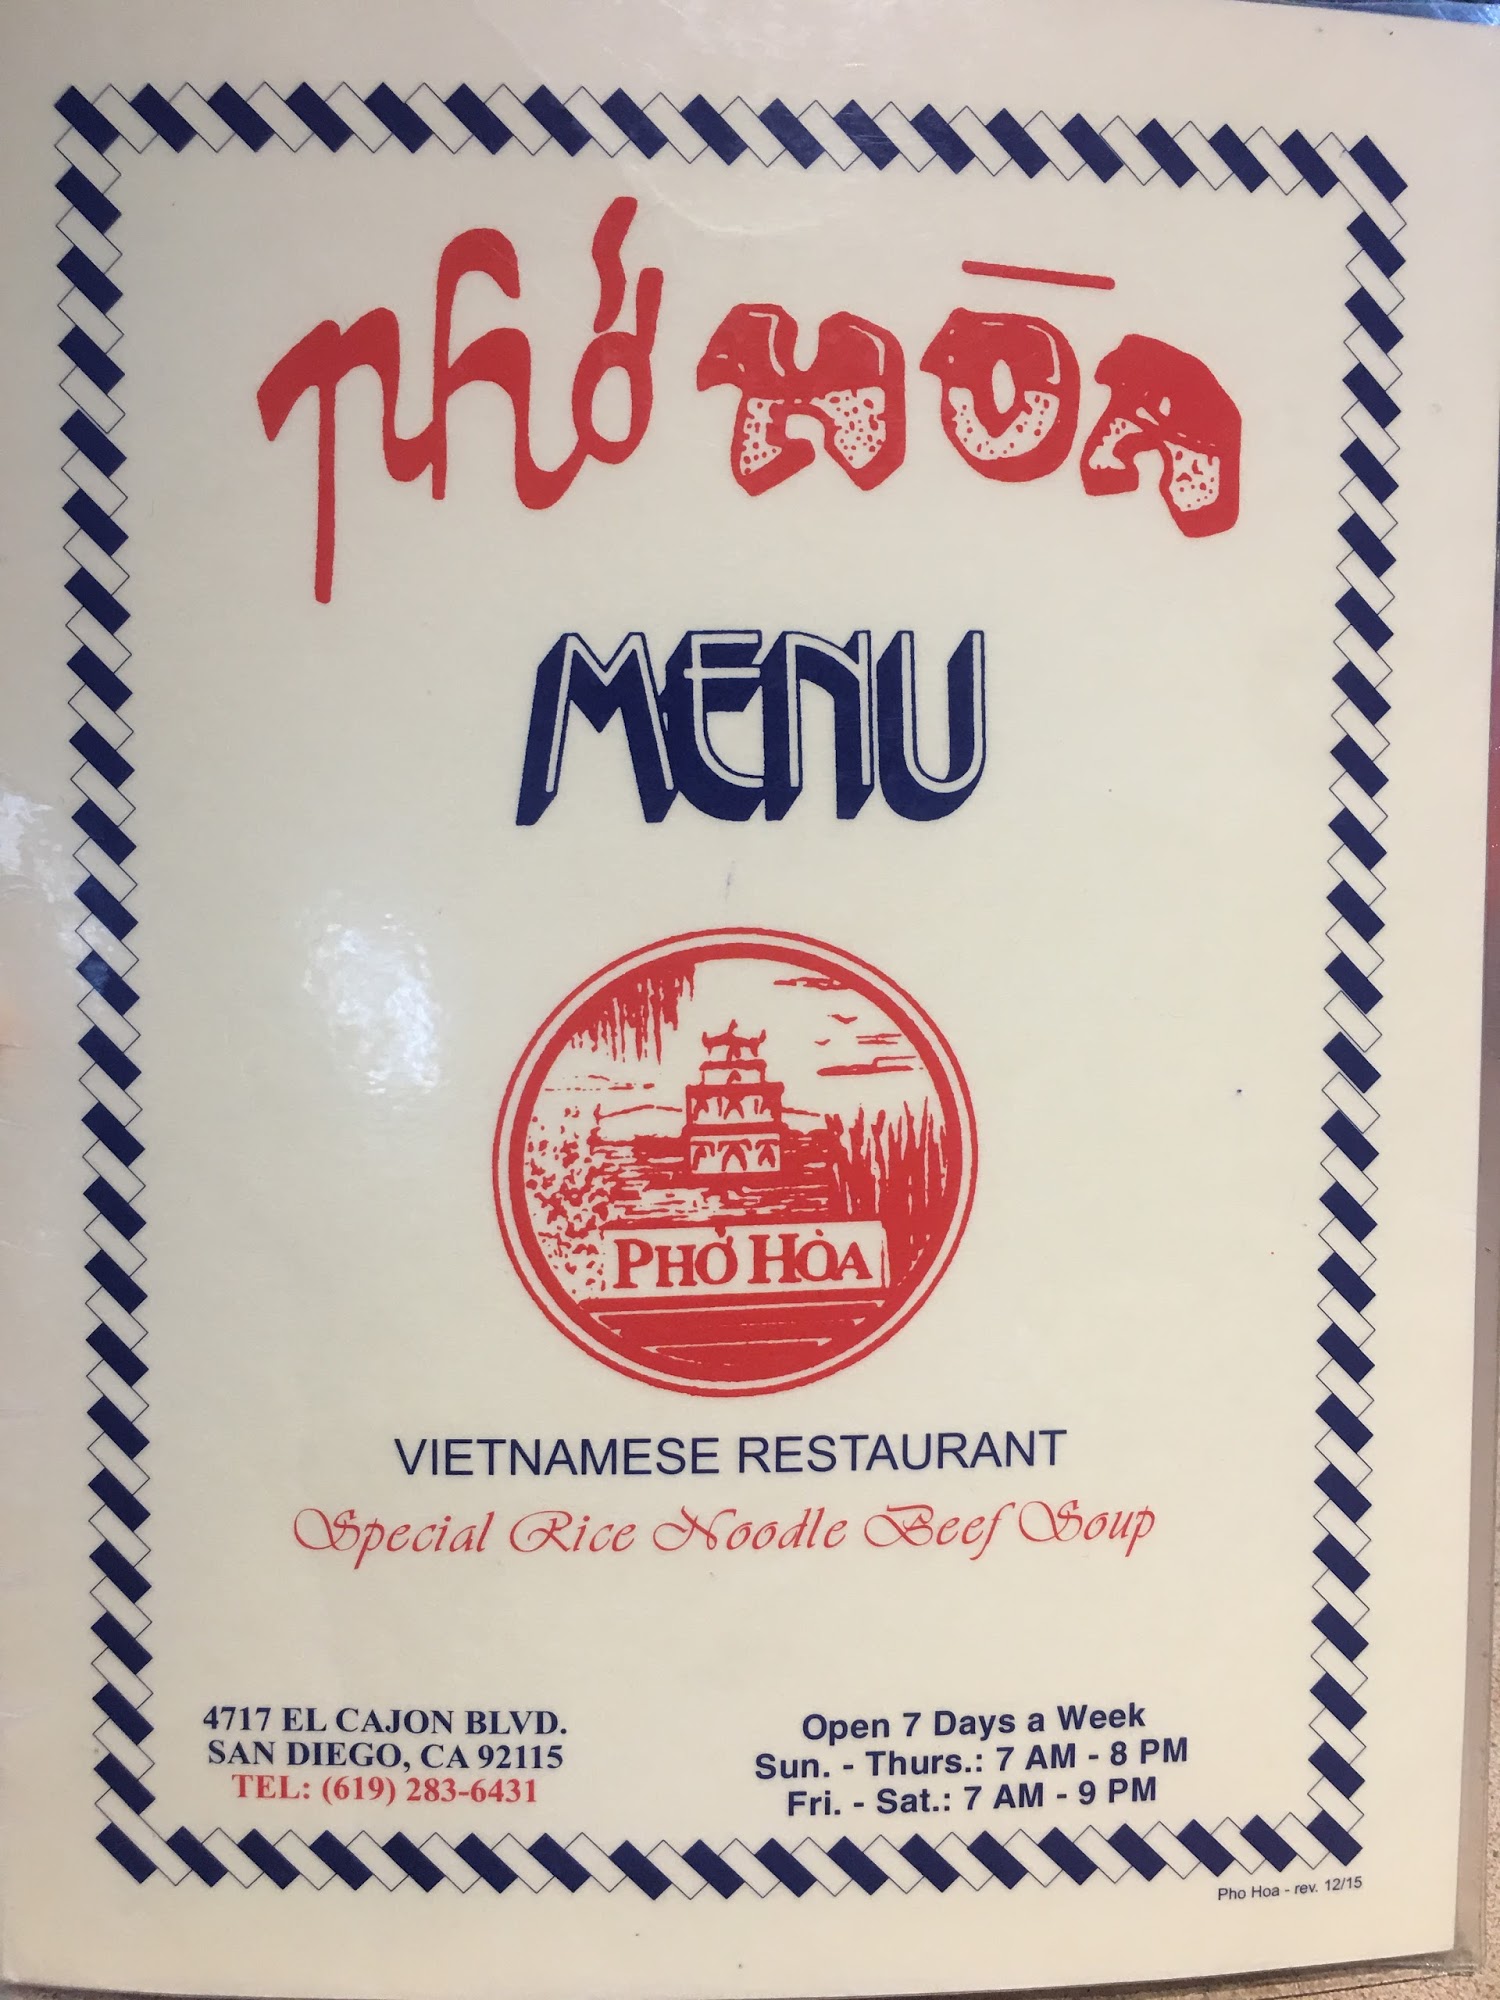 Phở Hòa
MENU
PHỞ HÒA
VIETNAMESE RESTAURANT
Special Rice Noodle Beef Soup
4717 EL CAJON BLVD.
SAN DIEGO, CA 92115
TEL: (619) 283-6431
Open 7 Days a Week
Sun. - Thurs.: 7 AM - 8 PM
Fri. - Sat.: 7 AM - 9 PM
Pho Hoa - rev. 12/15